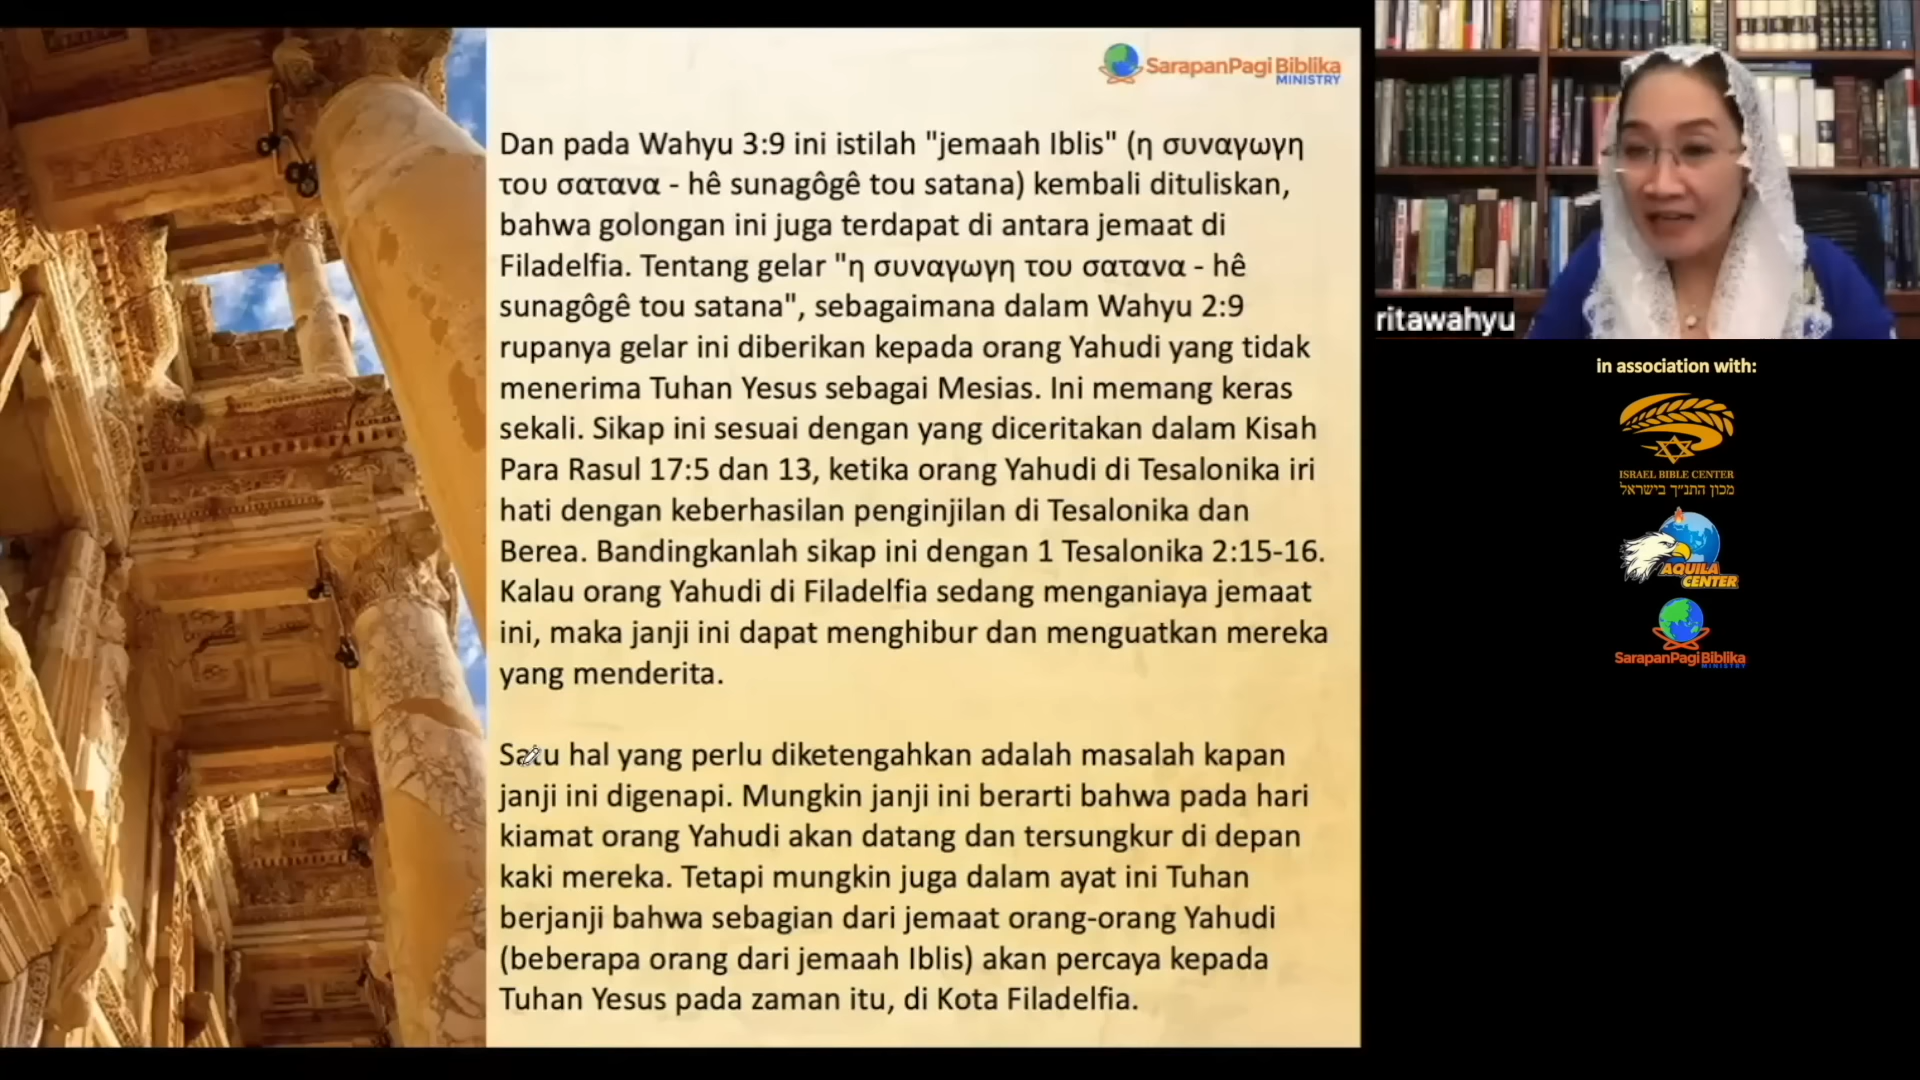 SarapanPagi Biblika
MINISTRY
Dan pada Wahyu 3:9 ini istilah "jemaah Iblis" (η συναγωγη
του σατανα - hê sunagôgê tou satana) kembali dituliskan,
bahwa golongan ini juga terdapat di antara jemaat di
Filadelfia. Tentang gelar "η συναγωγη του σατανα - hê
sunagôgê tou satana", sebagaimana dalam Wahyu 2:9
rupanya gelar ini diberikan kepada orang Yahudi yang tidak
menerima Tuhan Yesus sebagai Mesias. Ini memang keras
sekali. Sikap ini sesuai dengan yang diceritakan dalam Kisah
Para Rasul 17:5 dan 13, ketika orang Yahudi di Tesalonika iri
hati dengan keberhasilan penginjilan di Tesalonika dan
Berea. Bandingkanlah sikap ini dengan 1 Tesalonika 2:15-16.
Kalau orang Yahudi di Filadelfia sedang menganiaya jemaat
ini, maka janji ini dapat menghibur dan menguatkan mereka
yang menderita.
Satu hal yang perlu diketengahkan adalah masalah kapan
janji ini digenapi. Mungkin janji ini berarti bahwa pada hari
kiamat orang Yahudi akan datang dan tersungkur di depan
kaki mereka. Tetapi mungkin juga dalam ayat ini Tuhan
berjanji bahwa sebagian dari jemaat orang-orang Yahudi
(beberapa orang dari jemaah Iblis) akan percaya kepada
Tuhan Yesus pada zaman itu, di Kota Filadelfia.
ritawahyu
in association with:
ISRAEL BIBLE CENTER
מכון התנ״ך בישראל
AQUILA
CENTER
SarapanPagi Biblika
MINISTRY